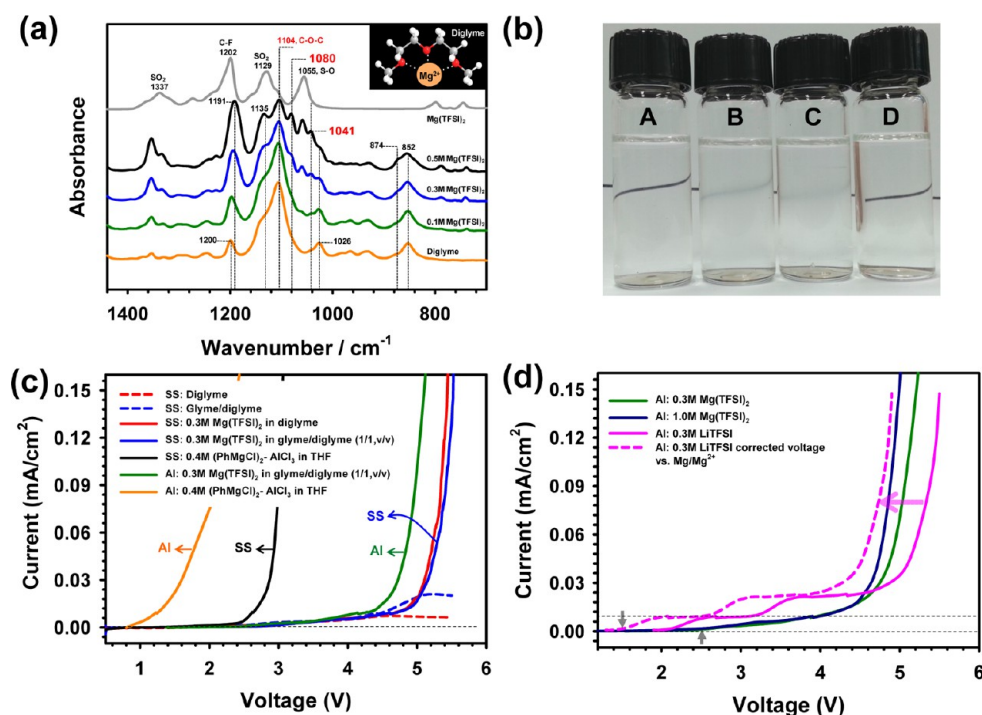 (a)
C-F
1202
SO2
1337
SO2
1129
1104, C-O-C
1080
1055, S-O
Diglyme
Mg2+
Mg(TFSI)2
1191
1135
1041
874
852
0.5M Mg(TFSI)2
0.3M Mg(TFSI)2
0.1M Mg(TFSI)2
1200
1026
Diglyme
Absorbance
1400
1200
1000
800
Wavenumber / cm-1
(b)
A
B
C
D
(c)
0.15
0.12
0.09
0.06
0.03
0.00
Current (mA/cm2)
SS: Diglyme
SS: Glyme/diglyme
SS: 0.3M Mg(TFSI)2 in diglyme
SS: 0.3M Mg(TFSI)2 in glyme/diglyme (1/1,v/v)
SS: 0.4M (PhMgCl)2- AlCl3 in THF
Al: 0.3M Mg(TFSI)2 in glyme/diglyme (1/1,v/v)
Al: 0.4M (PhMgCl)2- AlCl3 in THF
Al
SS
Al
SS
1
2
3
4
5
6
Voltage (V)
(d)
0.15
0.12
0.09
0.06
0.03
0.00
Current (mA/cm2)
Al: 0.3M Mg(TFSI)2
Al: 1.0M Mg(TFSI)2
Al: 0.3M LiTFSI
Al: 0.3M LiTFSI corrected voltage
vs. Mg/Mg2+
2
3
4
5
6
Voltage (V)